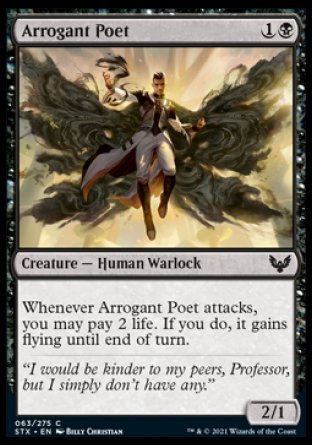 Arrogant Poet 1
Creature — Human Warlock
Whenever Arrogant Poet attacks,
you may pay 2 life. If you do, it gains
flying until end of turn.
“I would be kinder to my peers, Professor,
but I simply don’t have any.”
2/1
063/275 C
STX • EN BILLY CHRISTIAN
™ & © 2021 Wizards of the Coast